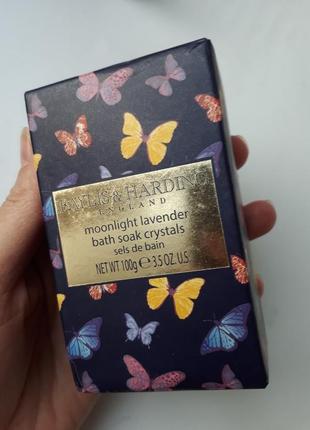 BAYLIS & HARDING
ENGLAND
moonlight lavender
bath soak crystals
sels de bain
NET WT 100g ℮ 3.5 OZ. U.S.